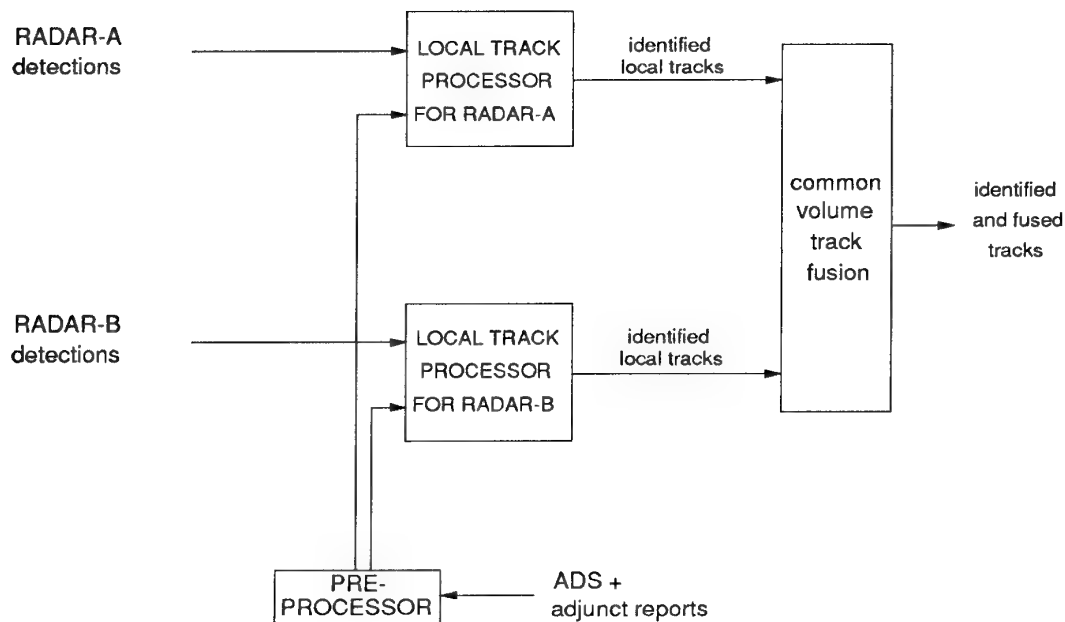 RADAR-A
detections
LOCAL TRACK
PROCESSOR
FOR RADAR-A
identified
local tracks
common
volume
track
fusion
identified
and fused
tracks
RADAR-B
detections
LOCAL TRACK
PROCESSOR
FOR RADAR-B
identified
local tracks
PRE-
PROCESSOR
ADS +
adjunct reports